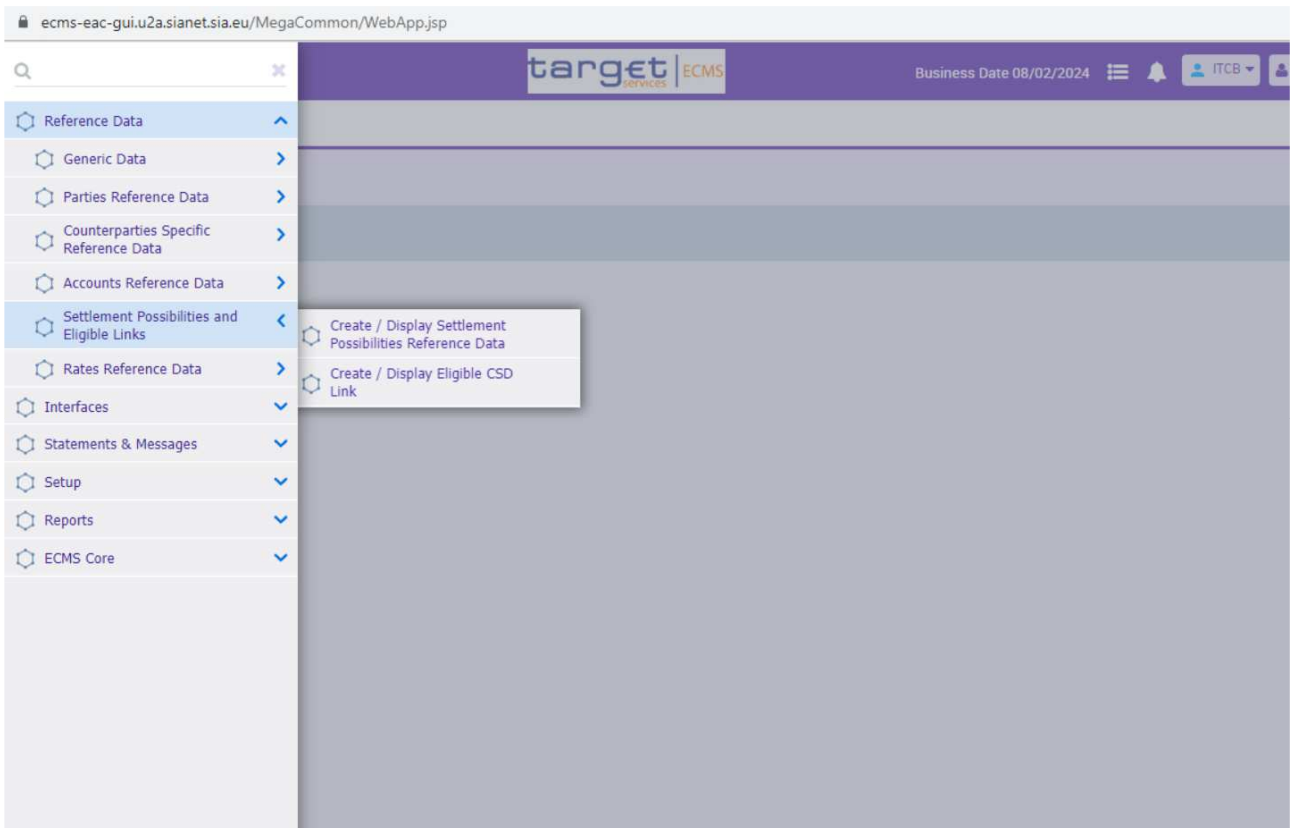 ecms-eac-gui.u2a.sianet.sia.eu/MegaCommon/WebApp.jsp
target services ECMS
Business Date 08/02/2024
ITCB
Reference Data
Generic Data
Parties Reference Data
Counterparties Specific
Reference Data
Accounts Reference Data
Settlement Possibilities and
Eligible Links
Create / Display Settlement
Possibilities Reference Data
Create / Display Eligible CSD
Link
Rates Reference Data
Interfaces
Statements & Messages
Setup
Reports
ECMS Core